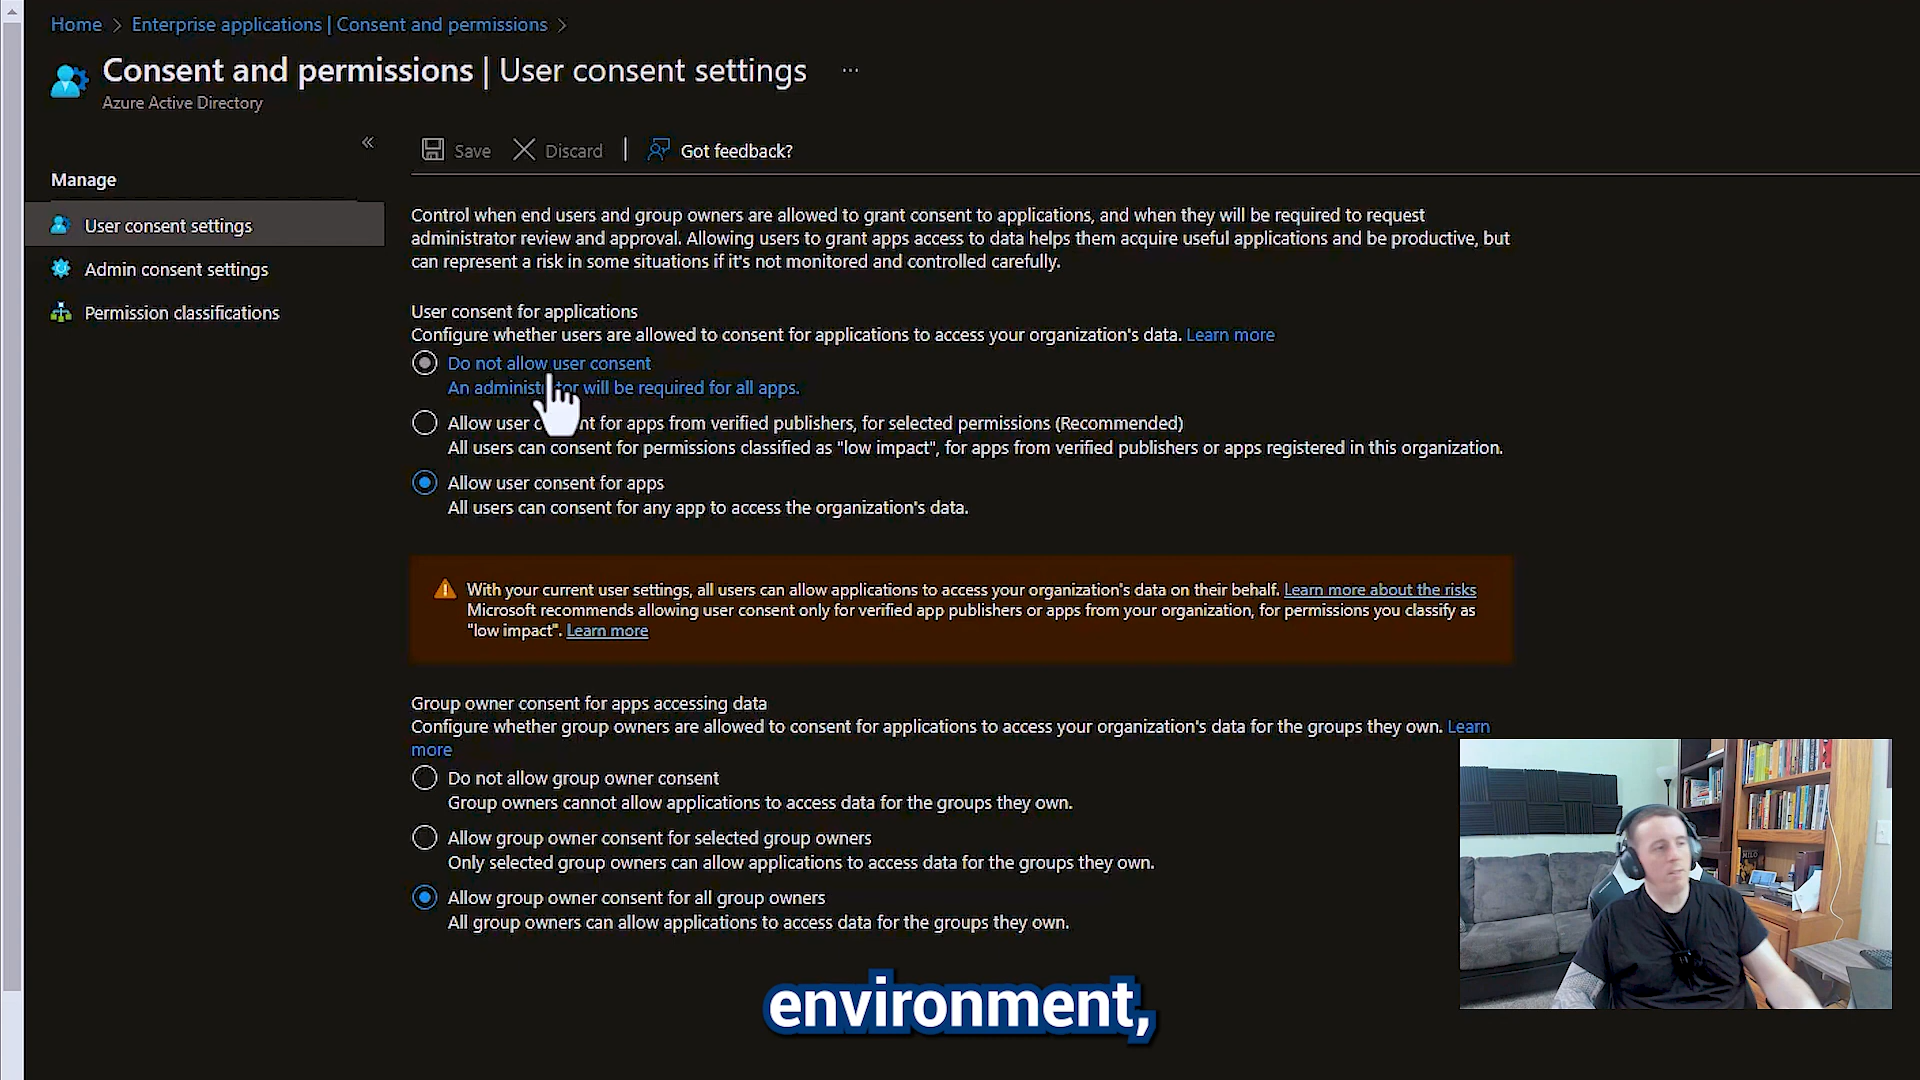 Home > Enterprise applications | Consent and permissions >
Consent and permissions | User consent settings ...
Azure Active Directory
«
Save Discard | Got feedback?
Manage
User consent settings
Admin consent settings
Permission classifications
Control when end users and group owners are allowed to grant consent to applications, and when they will be required to request
administrator review and approval. Allowing users to grant apps access to data helps them acquire useful applications and be productive, but
can represent a risk in some situations if it's not monitored and controlled carefully.
User consent for applications
Configure whether users are allowed to consent for applications to access your organization's data. Learn more
Do not allow user consent
An administrator will be required for all apps.
Allow user consent for apps from verified publishers, for selected permissions (Recommended)
All users can consent for permissions classified as "low impact", for apps from verified publishers or apps registered in this organization.
Allow user consent for apps
All users can consent for any app to access the organization's data.
With your current user settings, all users can allow applications to access your organization's data on their behalf. Learn more about the risks
Microsoft recommends allowing user consent only for verified app publishers or apps from your organization, for permissions you classify as
"low impact". Learn more
Group owner consent for apps accessing data
Configure whether group owners are allowed to consent for applications to access your organization's data for the groups they own. Learn
more
Do not allow group owner consent
Group owners cannot allow applications to access data for the groups they own.
Allow group owner consent for selected group owners
Only selected group owners can allow applications to access data for the groups they own.
Allow group owner consent for all group owners
All group owners can allow applications to access data for the groups they own.
environment,